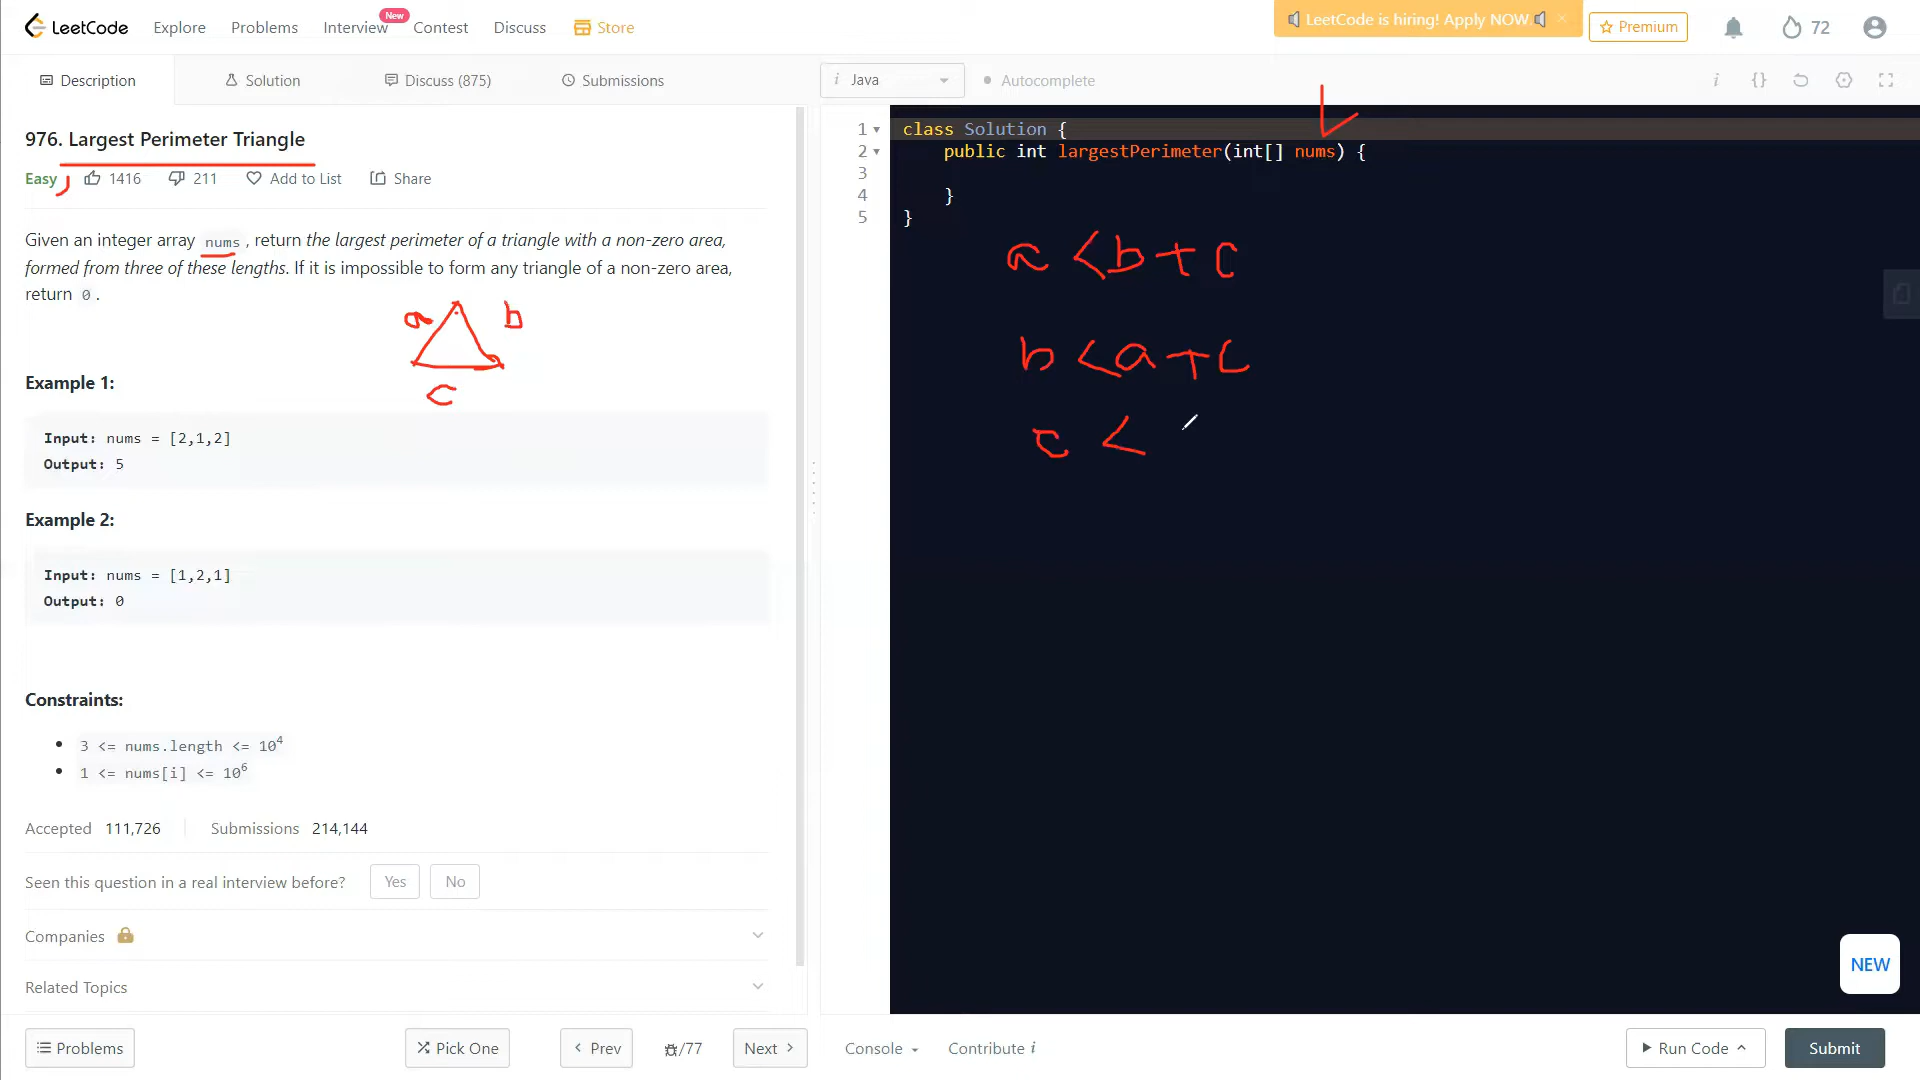 LeetCode Explore Problems Interview New Contest Discuss Store LeetCode is hiring! Apply NOW Premium 72
Description Solution Discuss (875) Submissions
i Java Autocomplete i {}
976. Largest Perimeter Triangle
Easy 1416 211 Add to List Share
Given an integer array nums , return the largest perimeter of a triangle with a non-zero area,
formed from three of these lengths. If it is impossible to form any triangle of a non-zero area,
return 0 .
a b
c
Example 1:
Input: nums = [2,1,2]
Output: 5
Example 2:
Input: nums = [1,2,1]
Output: 0
Constraints:
• 3 <= nums.length <= 10^4
• 1 <= nums[i] <= 10^6
Accepted 111,726 Submissions 214,144
Seen this question in a real interview before? Yes No
Companies
Related Topics
Problems Pick One < Prev /77 Next >
1 class Solution {
2 public int largestPerimeter(int[] nums) {
3
4 }
5 }
a < b + c
b < a + c
c <
NEW
Console Contribute i Run Code Submit